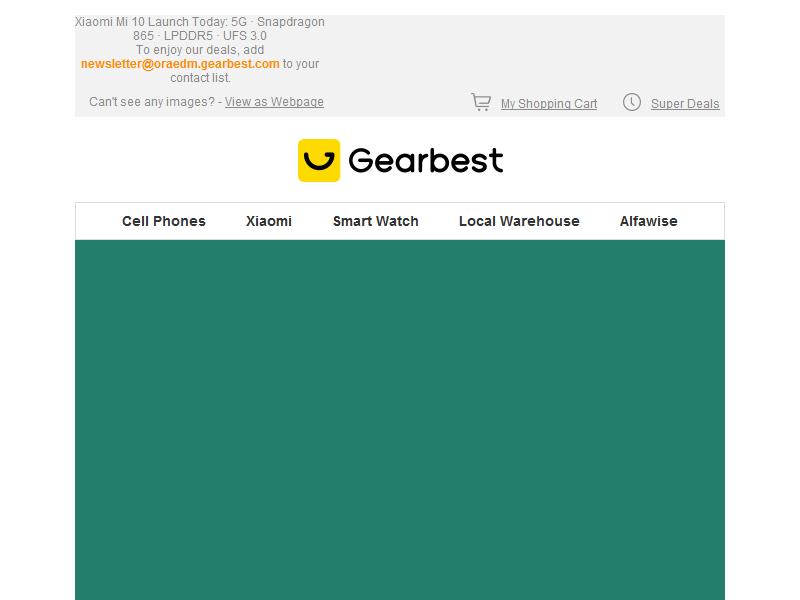 Xiaomi Mi 10 Launch Today: 5G · Snapdragon
865 · LPDDR5 · UFS 3.0
To enjoy our deals, add
newsletter@oraedm.gearbest.com to your
contact list.
Can't see any images? - View as Webpage
My Shopping Cart
Super Deals
Gearbest
Cell Phones Xiaomi Smart Watch Local Warehouse Alfawise